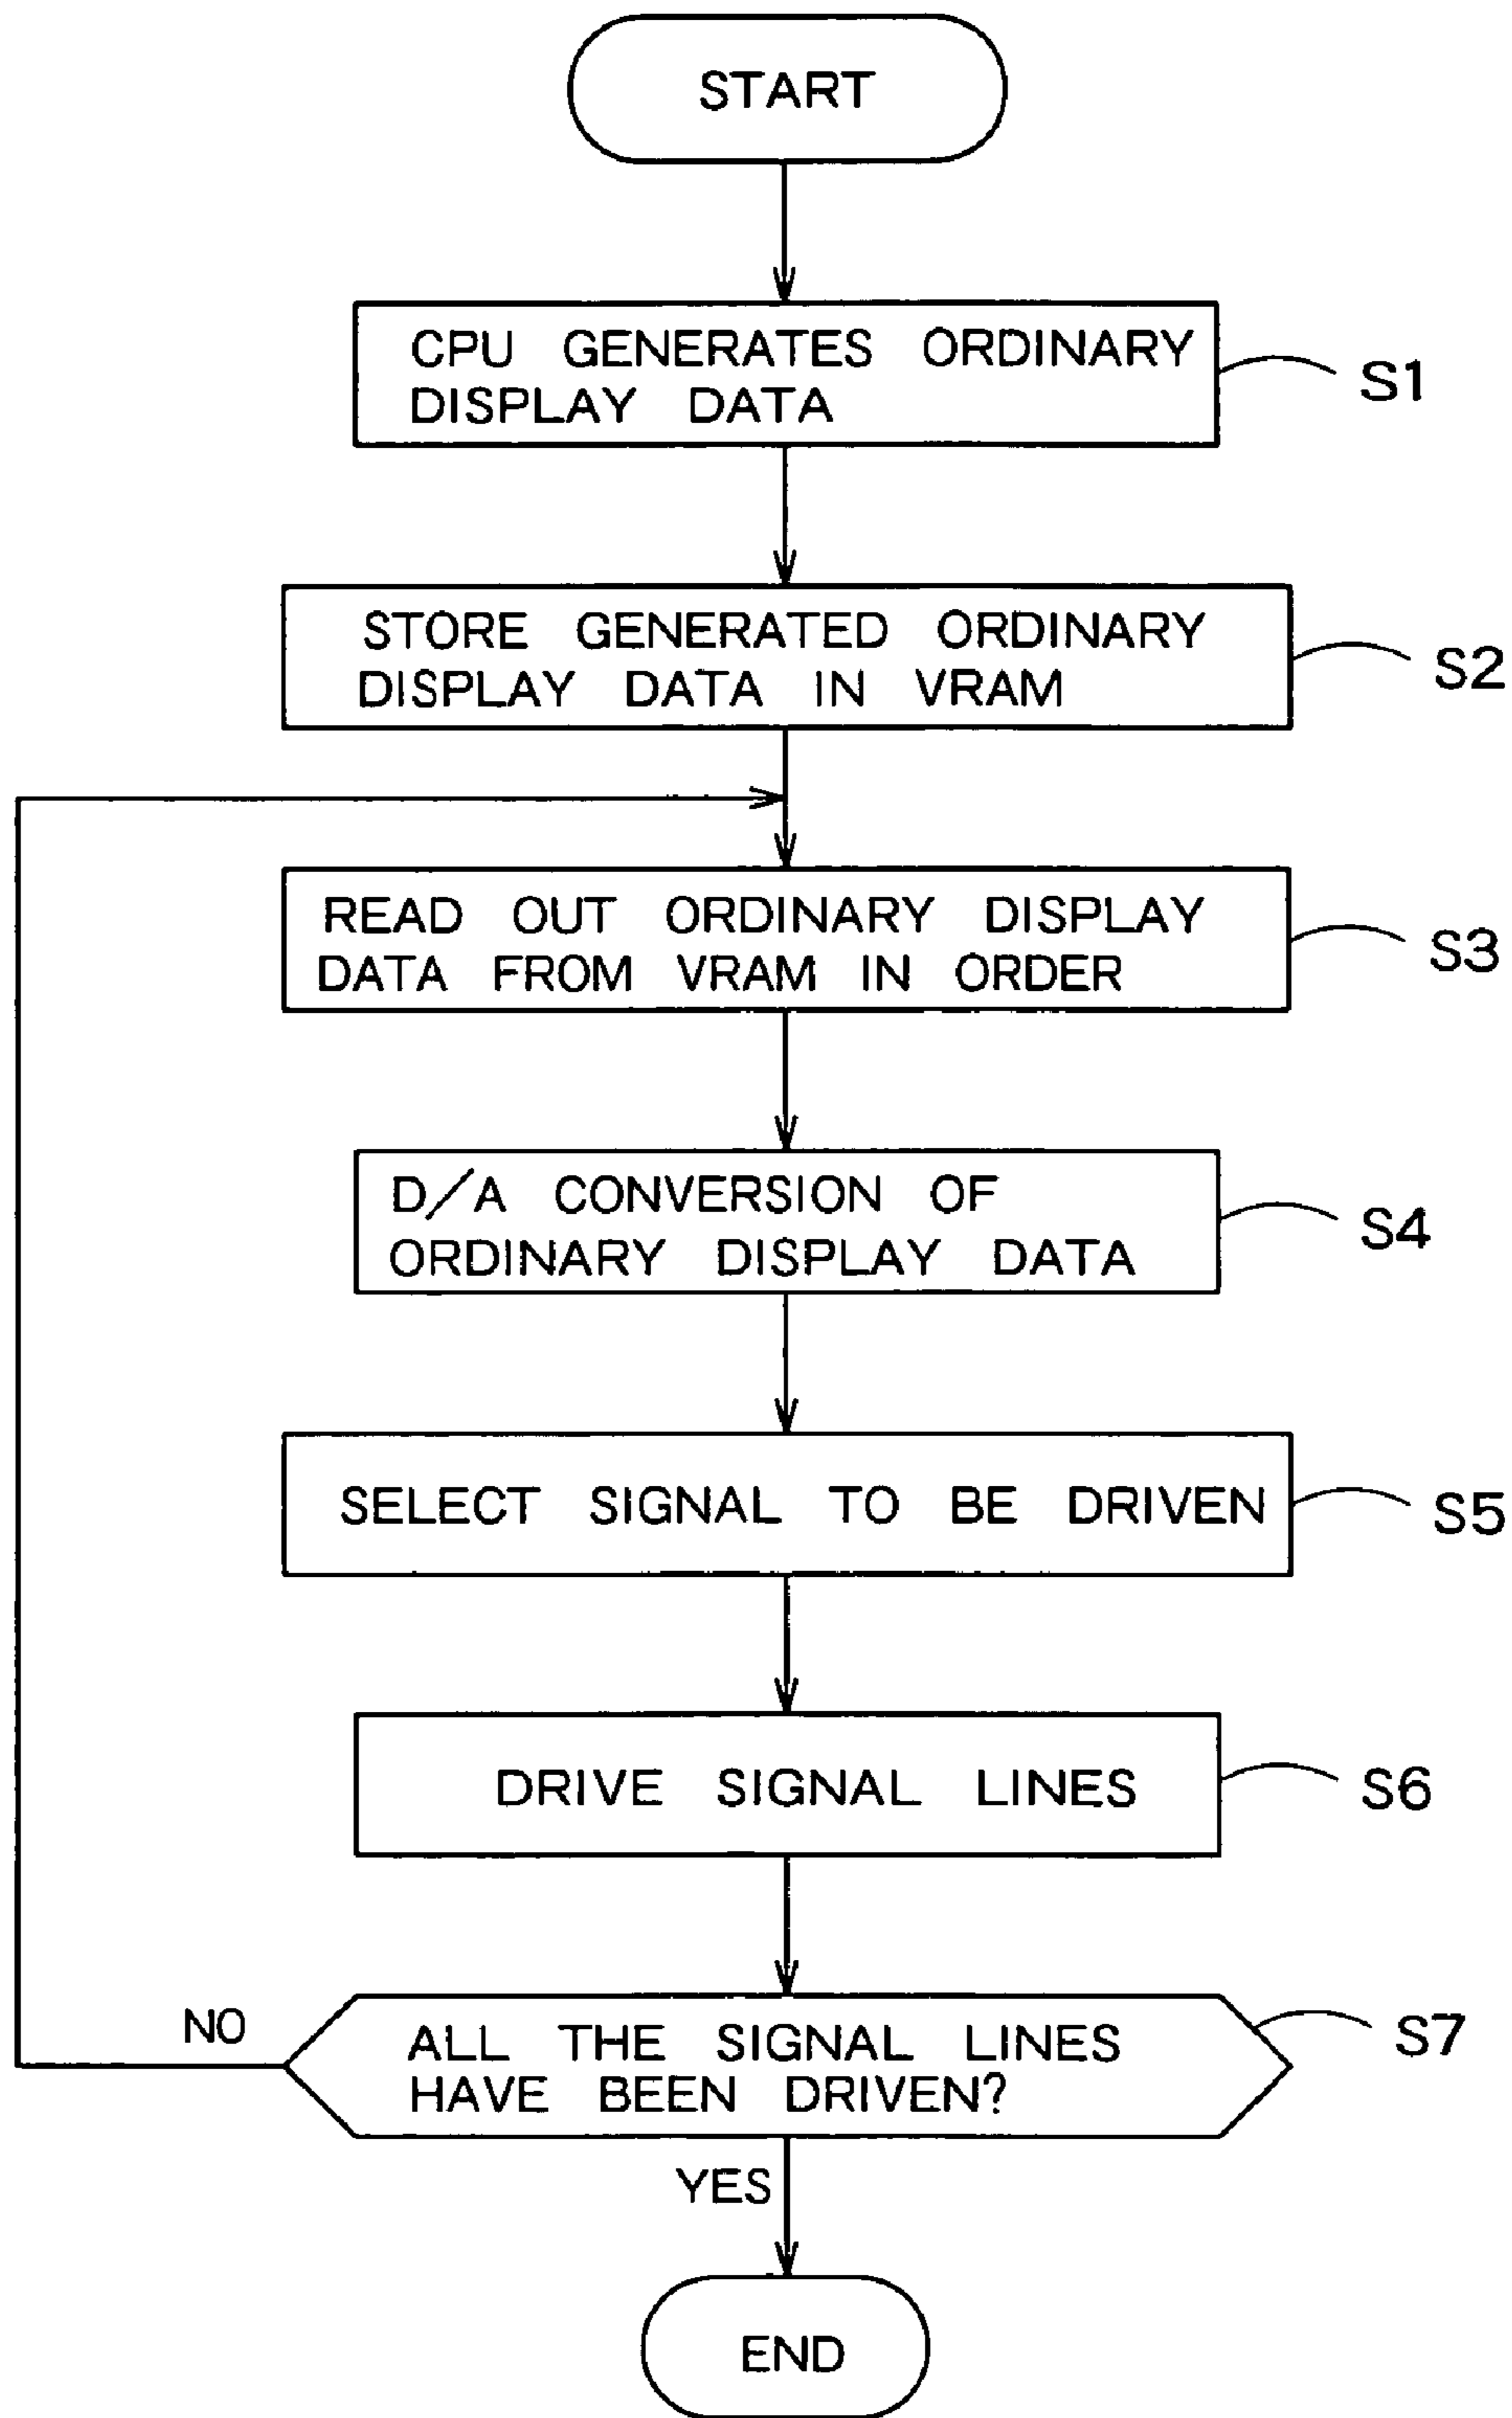 START
CPU GENERATES ORDINARY
DISPLAY DATA
S1
STORE GENERATED ORDINARY
DISPLAY DATA IN VRAM
S2
READ OUT ORDINARY DISPLAY
DATA FROM VRAM IN ORDER
S3
D/A CONVERSION OF
ORDINARY DISPLAY DATA
S4
SELECT SIGNAL TO BE DRIVEN
S5
DRIVE SIGNAL LINES
S6
NO
ALL THE SIGNAL LINES
HAVE BEEN DRIVEN?
S7
YES
END